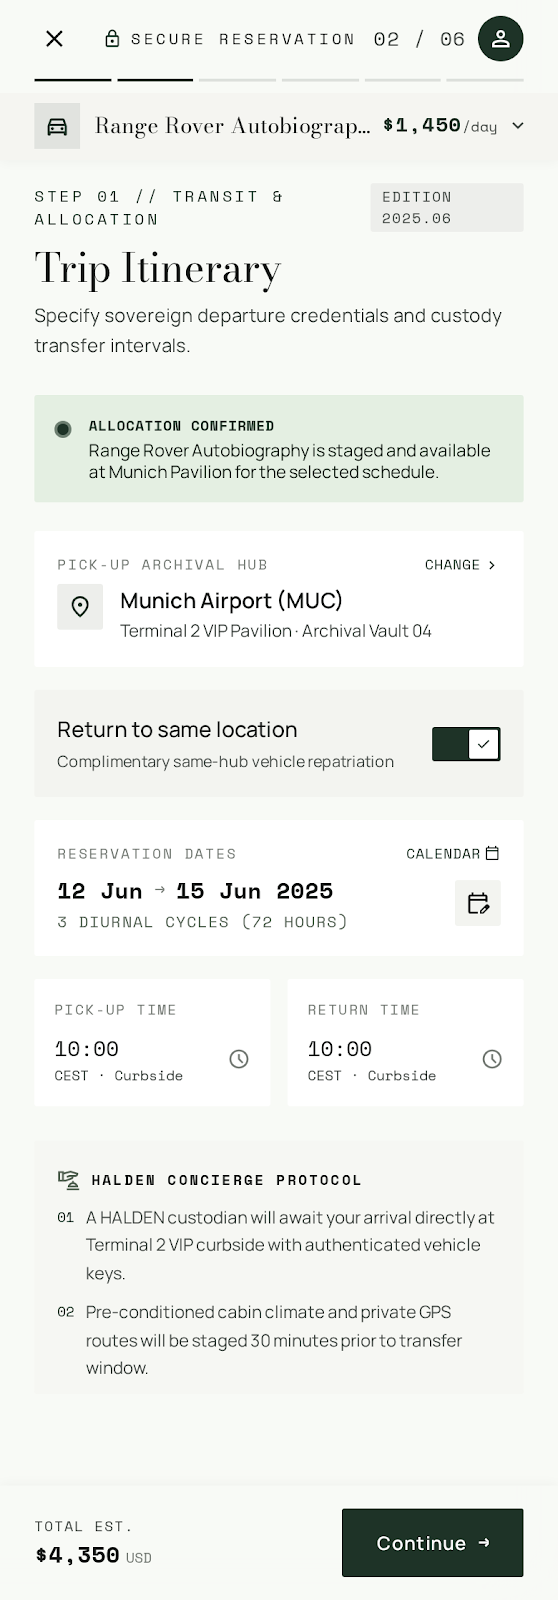 SECURE RESERVATION 02 / 06
Range Rover Autobiograp... $1,450/day
STEP 01 // TRANSIT &
ALLOCATION
EDITION
2025.06
Trip Itinerary
Specify sovereign departure credentials and custody
transfer intervals.
ALLOCATION CONFIRMED
Range Rover Autobiography is staged and available
at Munich Pavilion for the selected schedule.
PICK-UP ARCHIVAL HUB
CHANGE >
Munich Airport (MUC)
Terminal 2 VIP Pavilion · Archival Vault 04
Return to same location
Complimentary same-hub vehicle repatriation
RESERVATION DATES
CALENDAR
12 Jun → 15 Jun 2025
3 DIURNAL CYCLES (72 HOURS)
PICK-UP TIME
10:00
CEST · Curbside
RETURN TIME
10:00
CEST · Curbside
HALDEN CONCIERGE PROTOCOL
01 A HALDEN custodian will await your arrival directly at
Terminal 2 VIP curbside with authenticated vehicle
keys.
02 Pre-conditioned cabin climate and private GPS
routes will be staged 30 minutes prior to transfer
window.
TOTAL EST.
$4,350 USD
Continue →